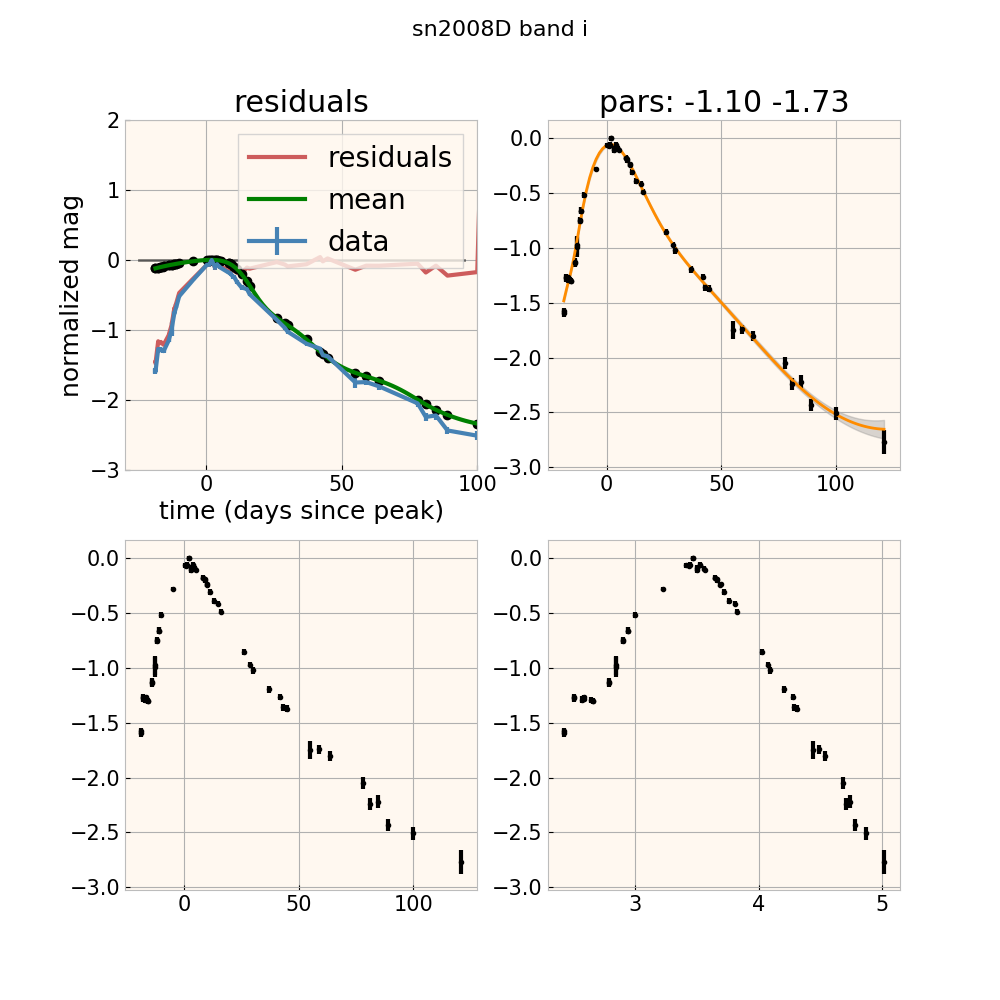 sn2008D band i
residuals
pars: -1.10 -1.73
2
1
0
−1
−2
−3
normalized mag
residuals
mean
data
0 50 100
time (days since peak)
0.0
−0.5
−1.0
−1.5
−2.0
−2.5
−3.0
0 50 100
0.0
−0.5
−1.0
−1.5
−2.0
−2.5
−3.0
0 50 100
0.0
−0.5
−1.0
−1.5
−2.0
−2.5
−3.0
3 4 5